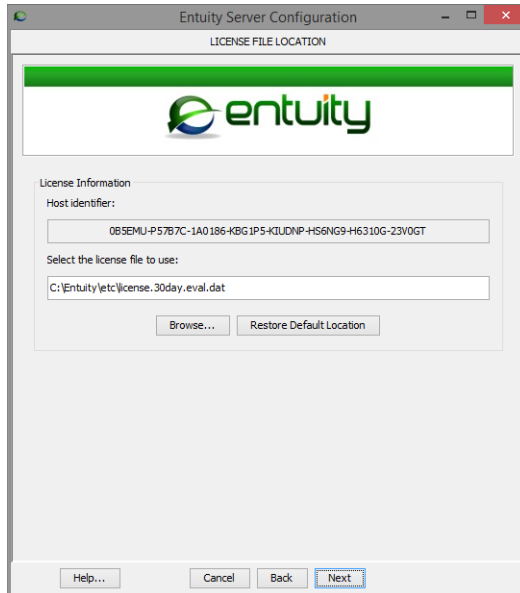 Entuity Server Configuration
LICENSE FILE LOCATION
entuity
License Information
Host identifier:
0B5EMU-P57B7C-1A0186-KBG1P5-KIUDNP-HS6NG9-H6310G-23V0GT
Select the license file to use:
C:\Entuity\etc\license.30day.eval.dat
Browse... Restore Default Location
Help... Cancel Back Next